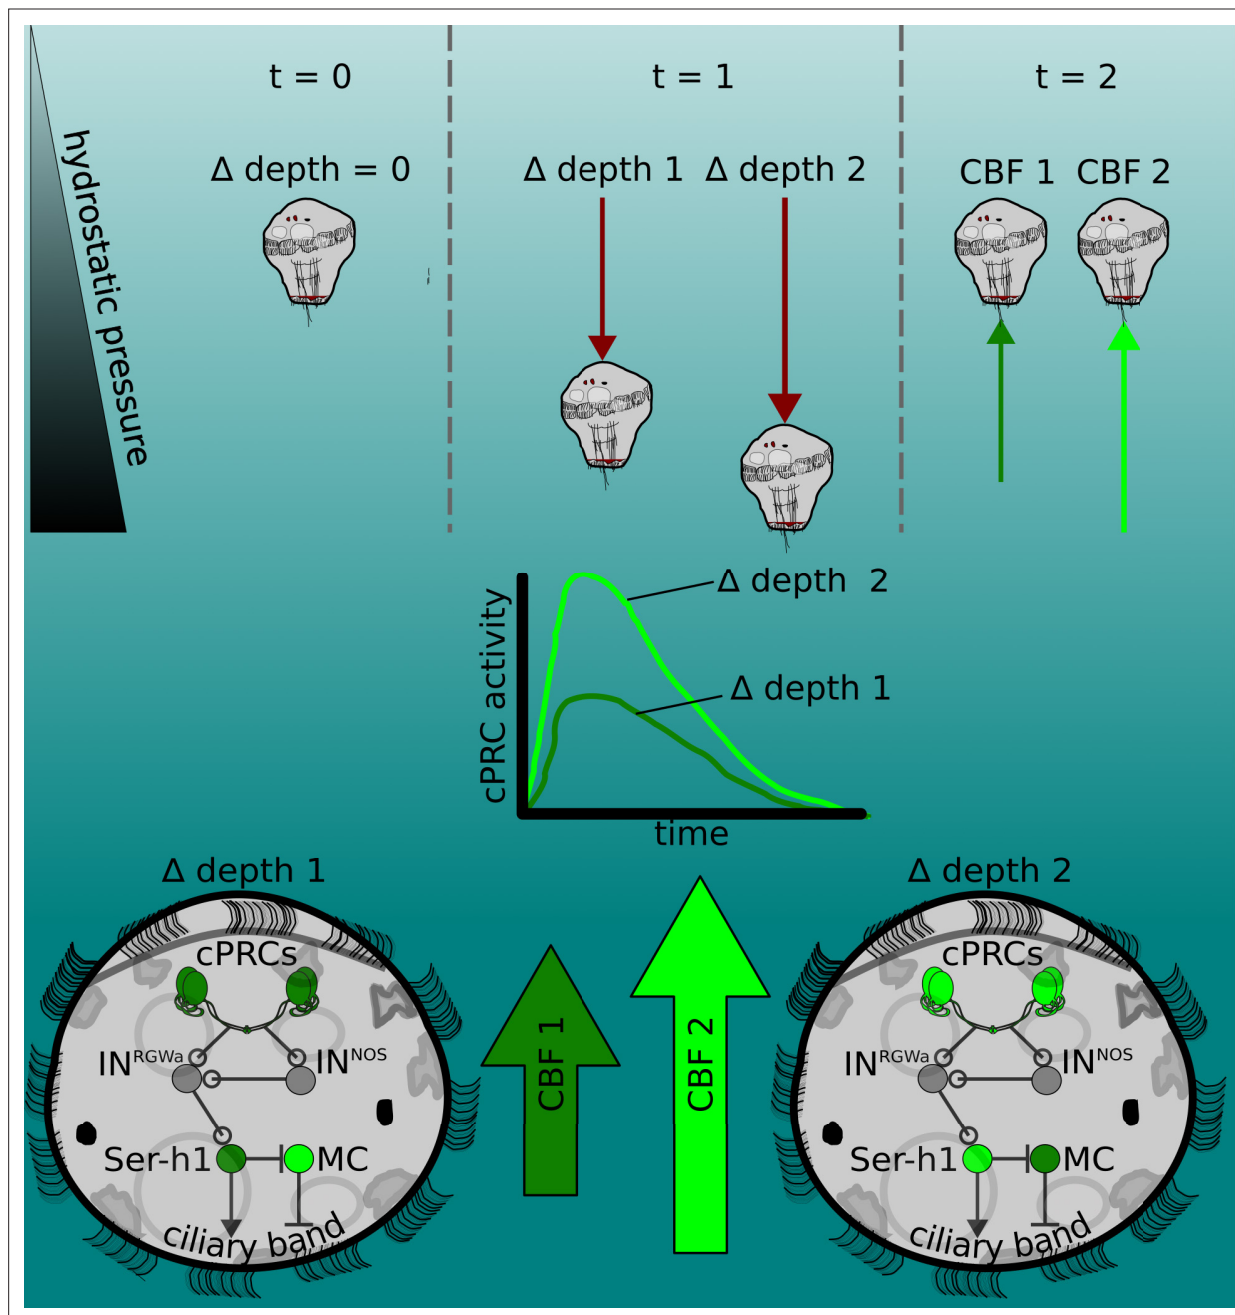 t = 0
t = 1
t = 2
hydrostatic pressure
Δ depth = 0
Δ depth 1
Δ depth 2
CBF 1
CBF 2
Δ depth 2
Δ depth 1
cPRC activity
time
Δ depth 1
cPRCs
IN^RGWa
IN^NOS
Ser-h1
MC
ciliary band
CBF 1
CBF 2
Δ depth 2
cPRCs
IN^RGWa
IN^NOS
Ser-h1
MC
ciliary band